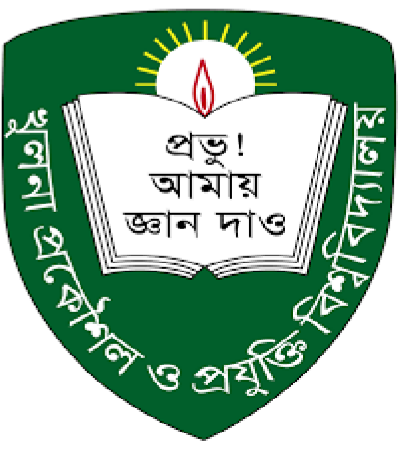 প্রভু!
আমায়
জ্ঞান দাও
খুলনা প্রকৌশল ও প্রযুক্তি বিশ্ববিদ্যালয়